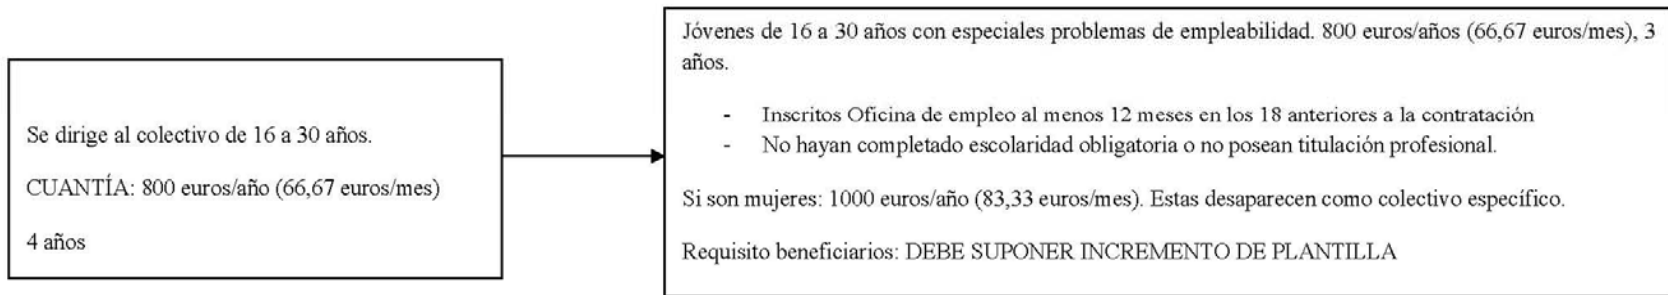 Se dirige al colectivo de 16 a 30 años.
CUANTÍA: 800 euros/año (66,67 euros/mes)
4 años
Jóvenes de 16 a 30 años con especiales problemas de empleabilidad. 800 euros/años (66,67 euros/mes), 3
años.
- Inscritos Oficina de empleo al menos 12 meses en los 18 anteriores a la contratación
- No hayan completado escolaridad obligatoria o no posean titulación profesional.
Si son mujeres: 1000 euros/año (83,33 euros/mes). Estas desaparecen como colectivo específico.
Requisito beneficiarios: DEBE SUPONER INCREMENTO DE PLANTILLA